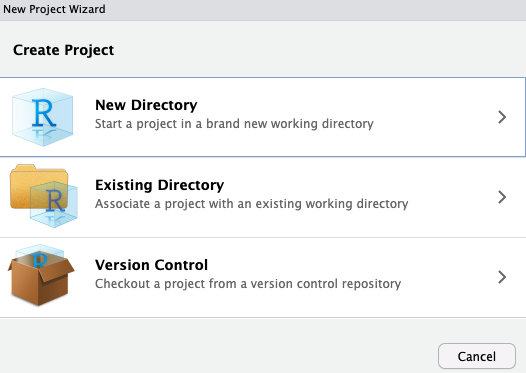 New Project Wizard
Create Project
R
New Directory
Start a project in a brand new working directory
R
Existing Directory
Associate a project with an existing working directory
R
Version Control
Checkout a project from a version control repository
Cancel